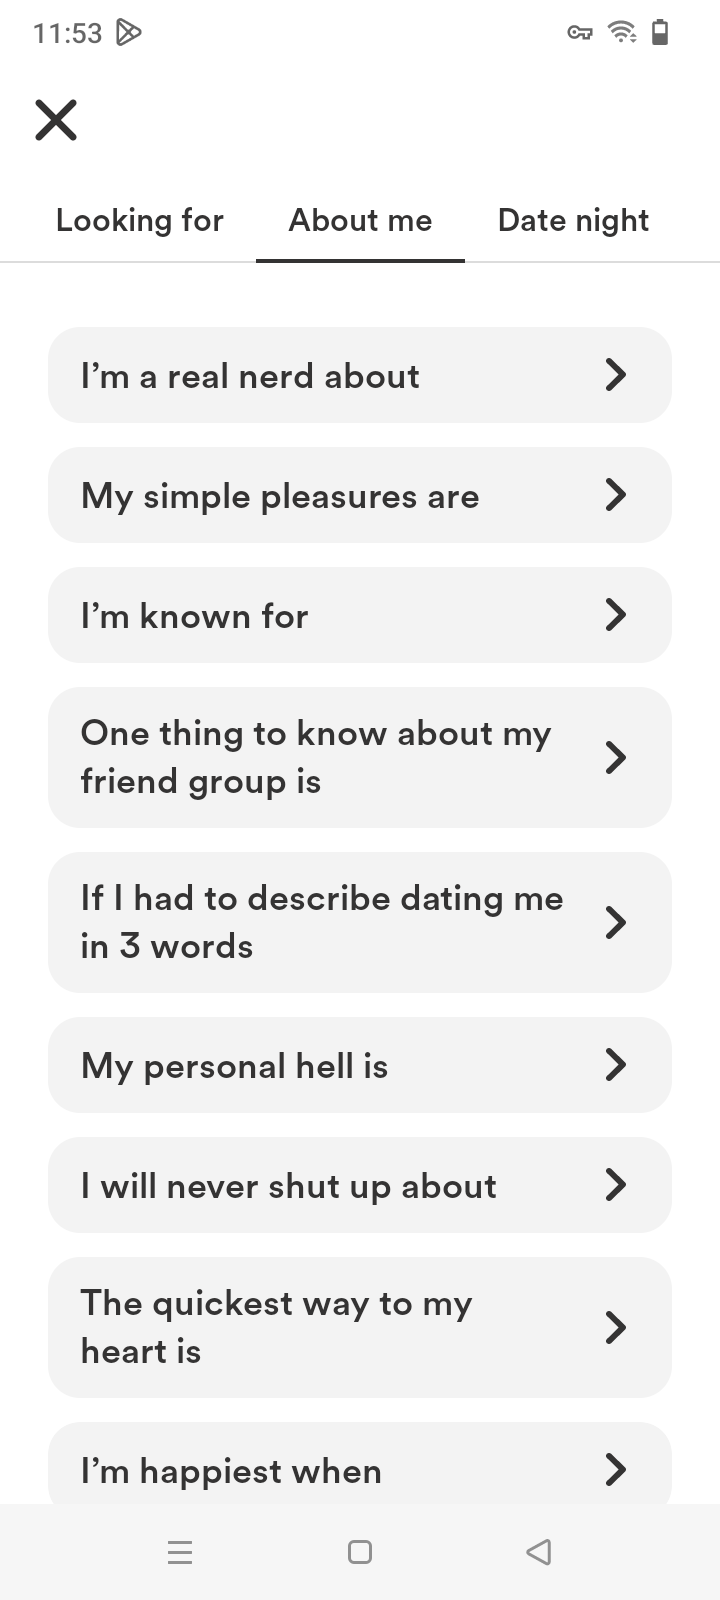 11:53
Looking for
About me
Date night
I’m a real nerd about
My simple pleasures are
I’m known for
One thing to know about my
friend group is
If I had to describe dating me
in 3 words
My personal hell is
I will never shut up about
The quickest way to my
heart is
I’m happiest when